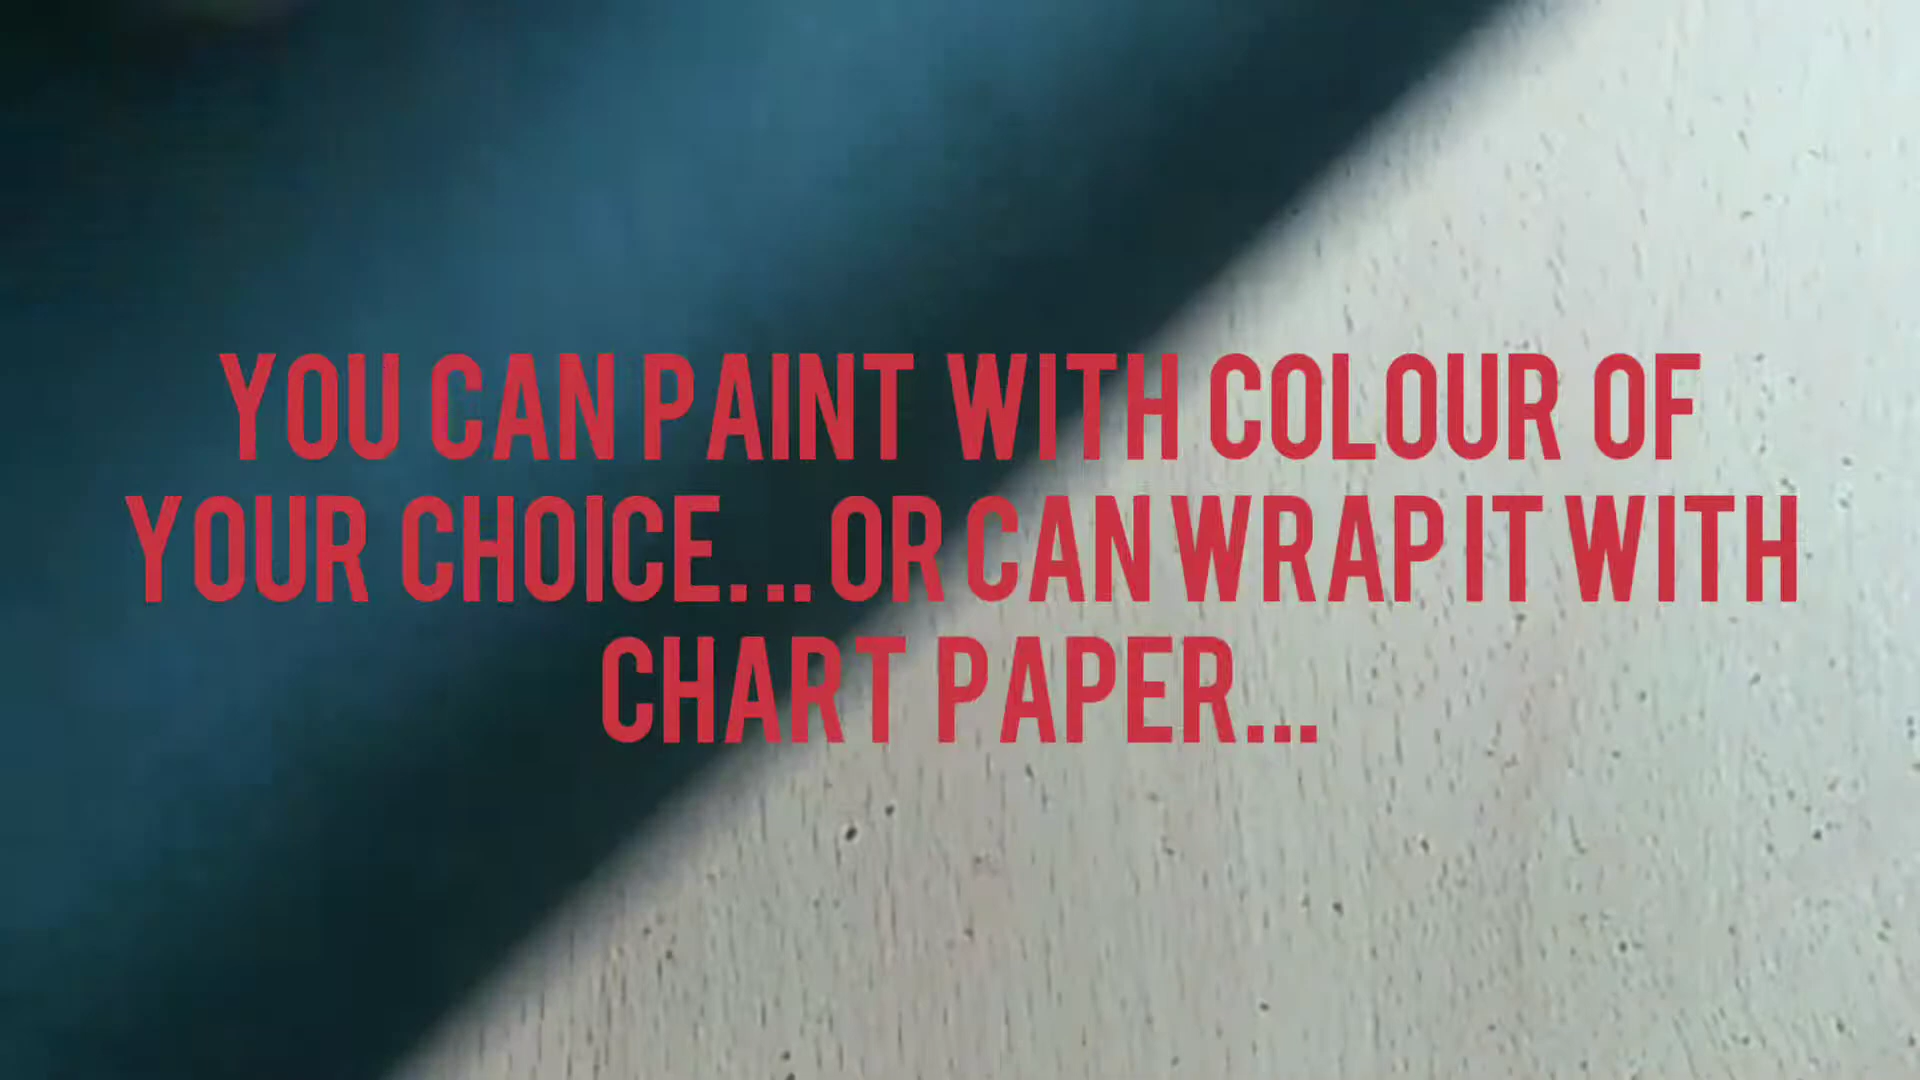 YOU CAN PAINT WITH COLOUR OF
YOUR CHOICE... OR CAN WRAP IT WITH
CHART PAPER...